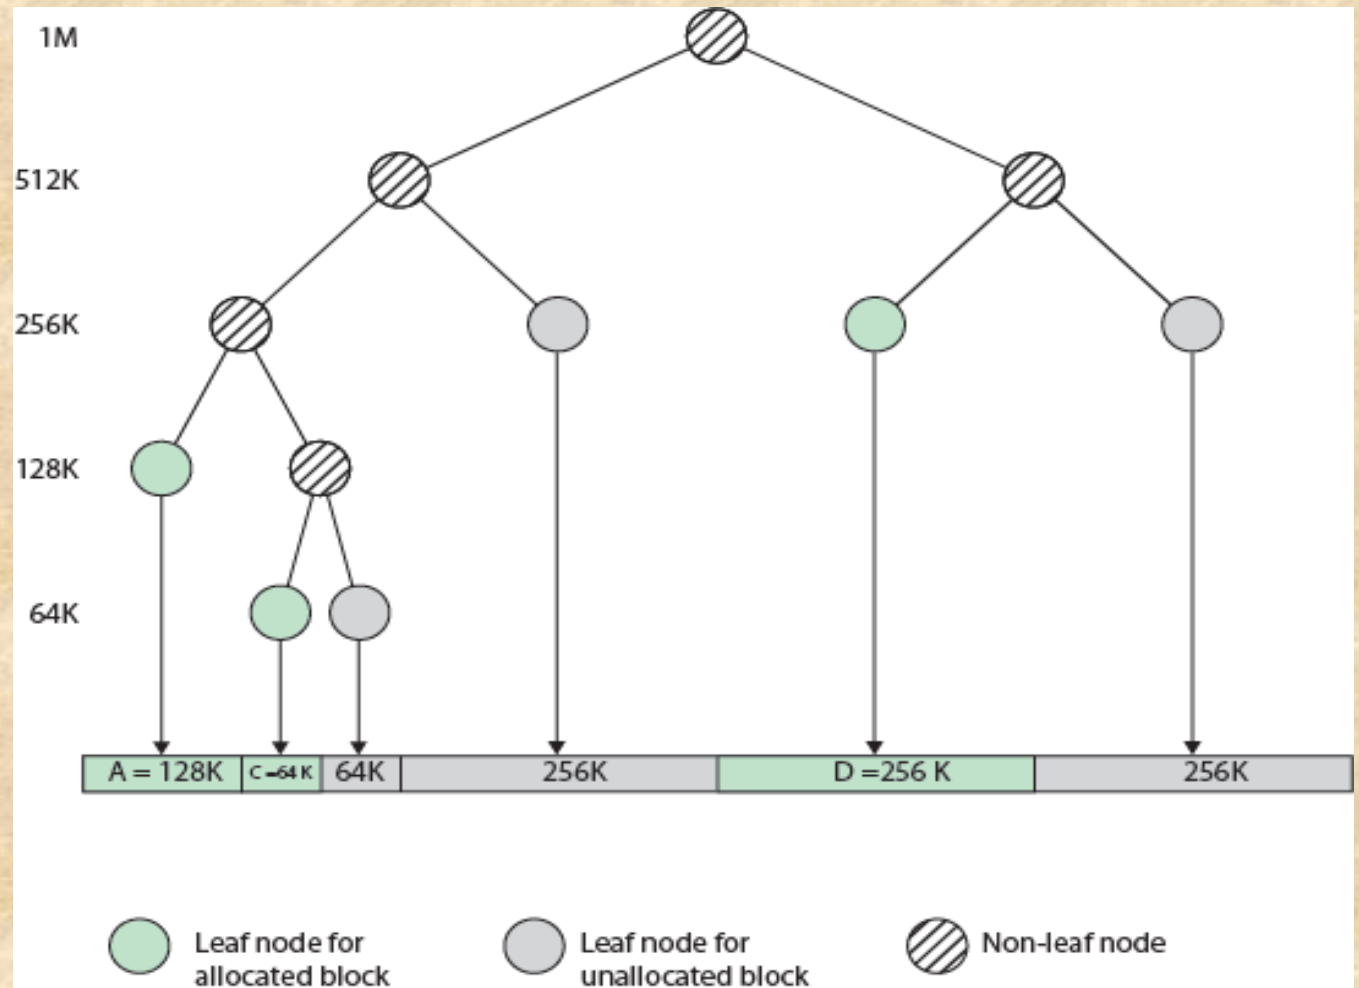 1M
512K
256K
128K
64K
A = 128K C =64 K 64K 256K D =256 K 256K
Leaf node for
allocated block
Leaf node for
unallocated block
Non-leaf node